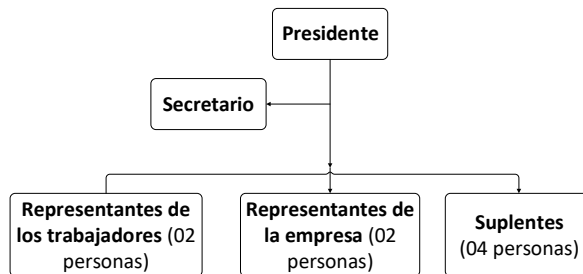 Presidente
Secretario
Representantes de
los trabajadores (02
personas)
Representantes de
la empresa (02
personas)
Suplentes
(04 personas)